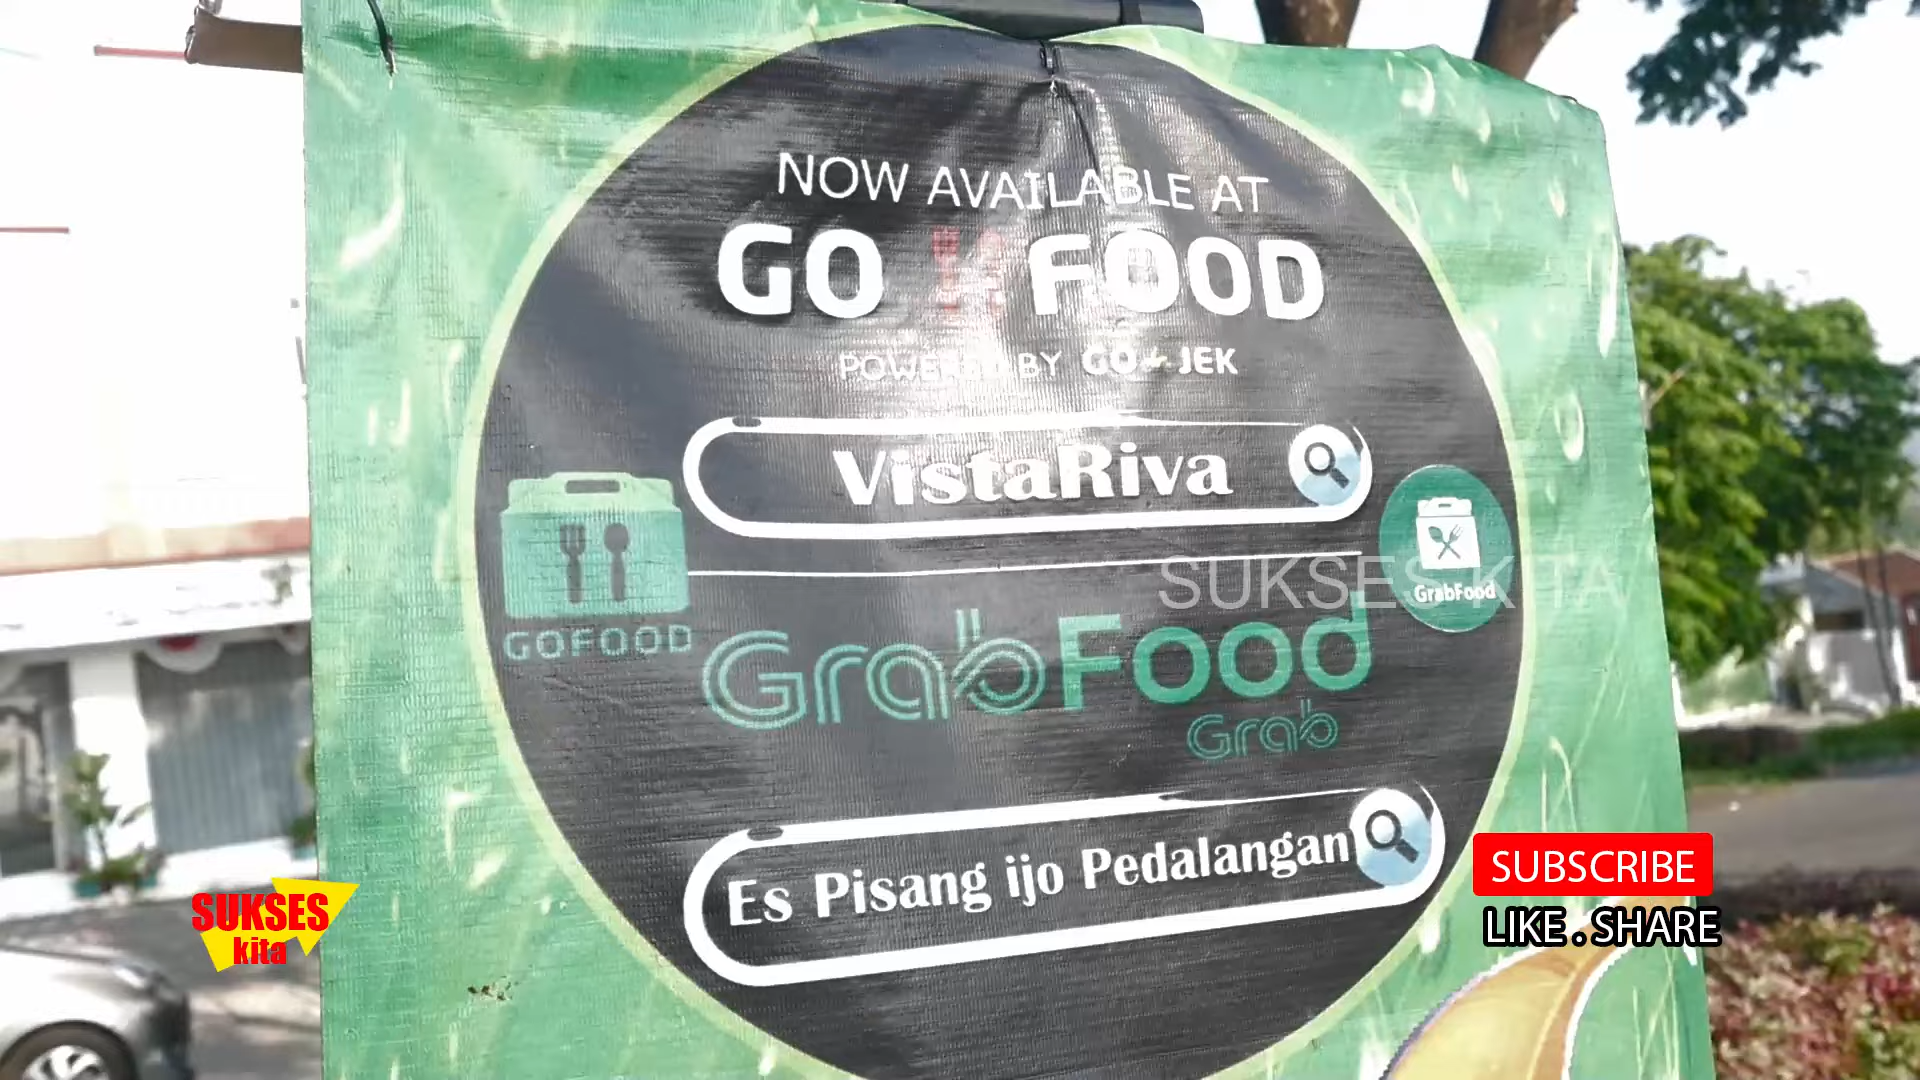 NOW AVAILABLE AT
GO FOOD
POWERED BY GO JEK
VistaRiva
GOFOOD
GrabFood
SUKSES KITA
GrabFood
Grab
Es Pisang ijo Pedalangan
SUKSES
kita
SUBSCRIBE
LIKE . SHARE